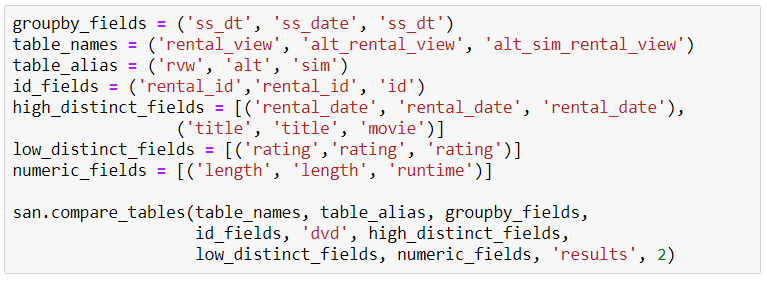 groupby_fields = ('ss_dt', 'ss_date', 'ss_dt')
table_names = ('rental_view', 'alt_rental_view', 'alt_sim_rental_view')
table_alias = ('rvw', 'alt', 'sim')
id_fields = ('rental_id','rental_id', 'id')
high_distinct_fields = [('rental_date', 'rental_date', 'rental_date'),
                ('title', 'title', 'movie')]
low_distinct_fields = [('rating','rating', 'rating')]
numeric_fields = [('length', 'length', 'runtime')]

san.compare_tables(table_names, table_alias, groupby_fields,
                   id_fields, 'dvd', high_distinct_fields,
                   low_distinct_fields, numeric_fields, 'results', 2)